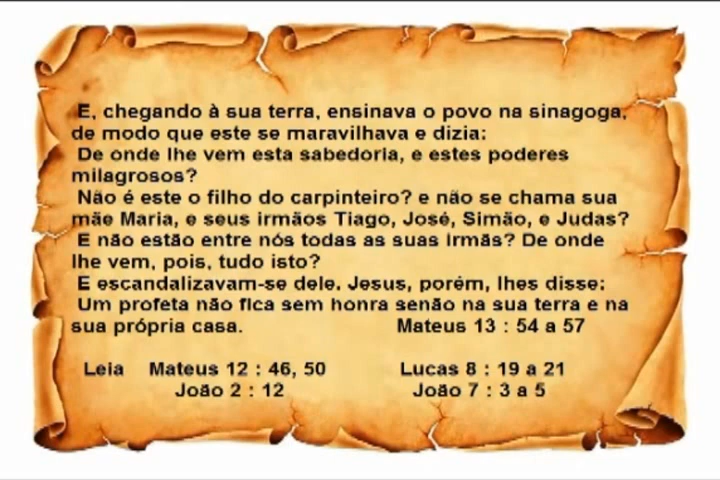 E, chegando à sua terra, ensinava o povo na sinagoga,
de modo que este se maravilhava e dizia:
De onde lhe vem esta sabedoria, e estes poderes
milagrosos?
Não é este o filho do carpinteiro? e não se chama sua
mãe Maria, e seus irmãos Tiago, José, Simão, e Judas?
E não estão entre nós todas as suas irmãs? De onde
lhe vem, pois, tudo isto?
E escandalizavam-se dele. Jesus, porém, lhes disse:
Um profeta não fica sem honra senão na sua terra e na
sua própria casa. Mateus 13 : 54 a 57
Leia Mateus 12 : 46, 50 Lucas 8 : 19 a 21
João 2 : 12 João 7 : 3 a 5